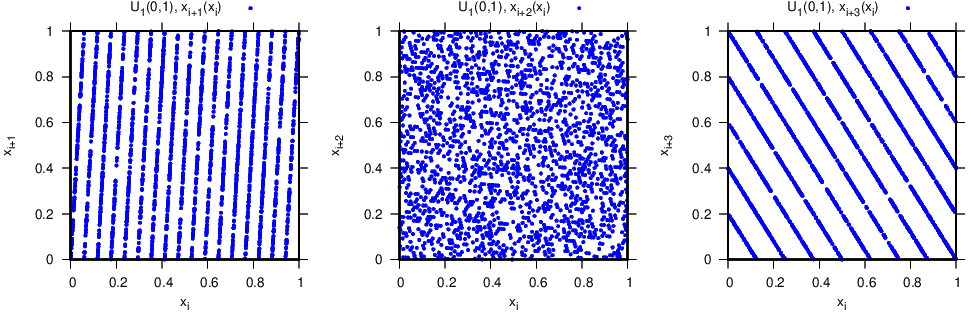 U1(0,1), xi+1(xi)
1
0.8
0.6
0.4
0.2
0
0 0.2 0.4 0.6 0.8 1
xi+1
xi
U1(0,1), xi+2(xi)
1
0.8
0.6
0.4
0.2
0
0 0.2 0.4 0.6 0.8 1
xi+2
xi
U1(0,1), xi+3(xi)
1
0.8
0.6
0.4
0.2
0
0 0.2 0.4 0.6 0.8 1
xi+3
xi